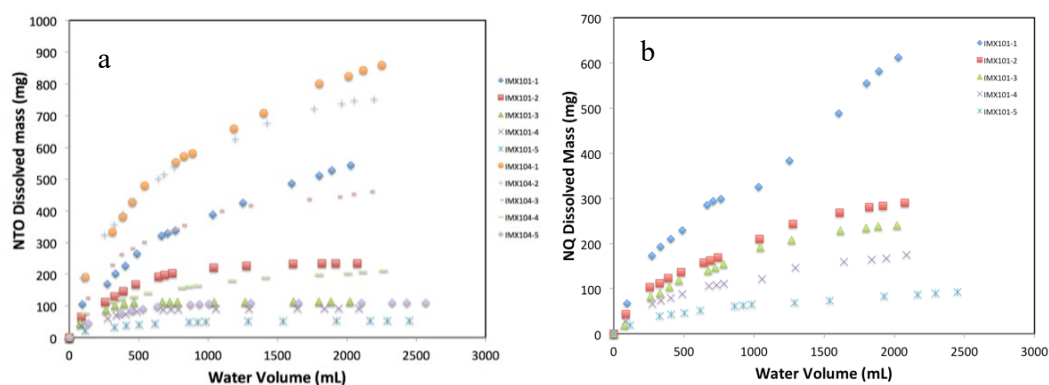 a
NTO Dissolved mass (mg)
1000
900
800
700
600
500
400
300
200
100
0
0 500 1000 1500 2000 2500 3000
Water Volume (mL)
IMX101-1
IMX101-2
IMX101-3
IMX101-4
IMX101-5
IMX104-1
IMX104-2
IMX104-3
IMX104-4
IMX104-5
b
NQ Dissolved Mass (mg)
700
600
500
400
300
200
100
0
0 500 1000 1500 2000 2500 3000
Water Volume (mL)
IMX101-1
IMX101-2
IMX101-3
IMX101-4
IMX101-5